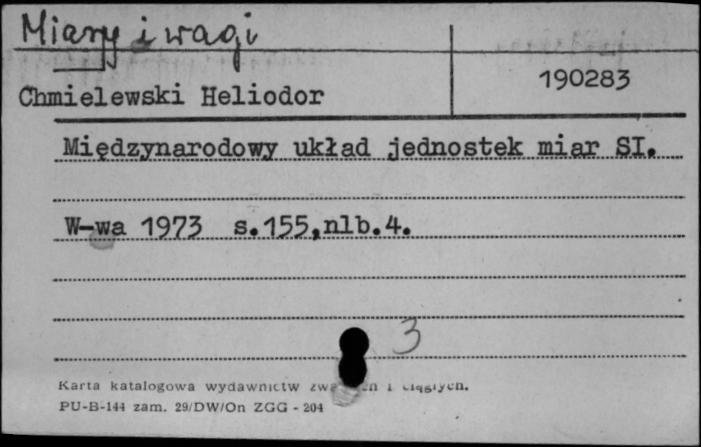 Miary i wagi
190283
Chmielewski Heliodor
Międzynarodowy układ jednostek miar SI.
W-wa 1973 s.155,nlb.4.
3
Karta katalogowa wydawnictw i ciągłych.
PU-B-144 zam. 29/DW/On ZGG - 204